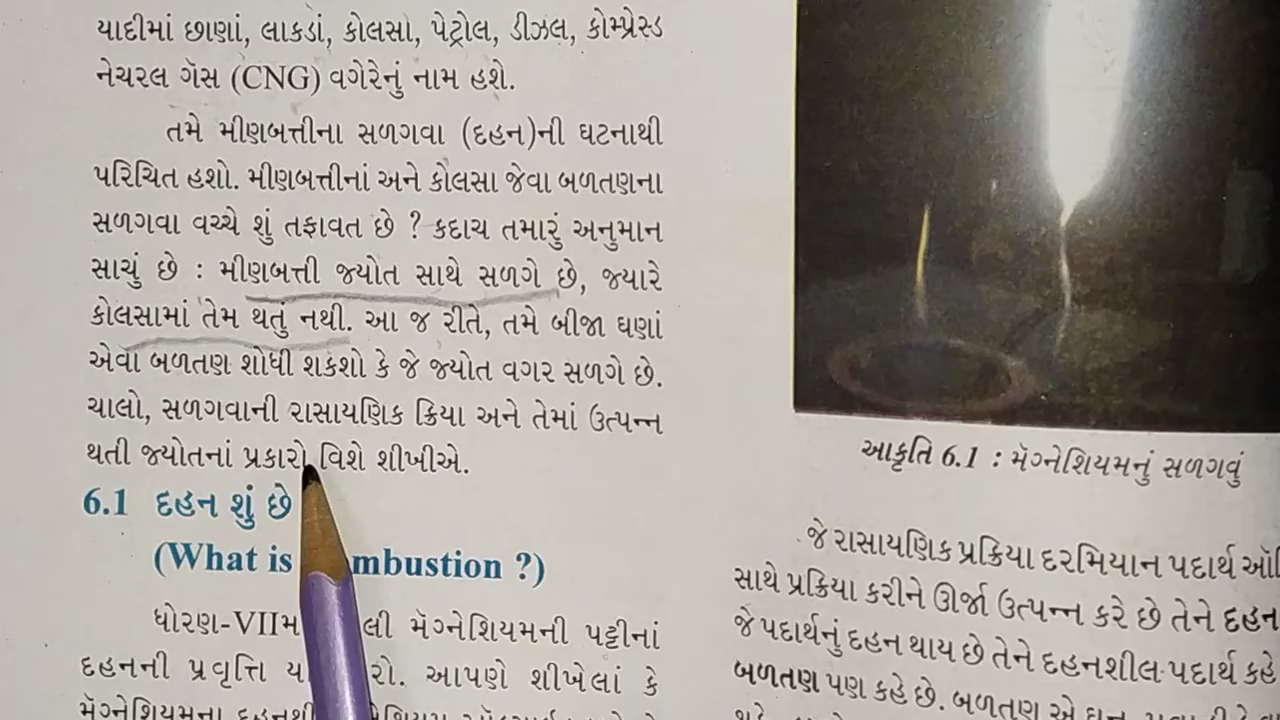 યાદીમાં છાણાં, લાકડાં, કોલસો, પેટ્રોલ, ડીઝલ, કોમ્પ્રેસ્ડ
નેચરલ ગૅસ (CNG) વગેરેનું નામ હશે.
તમે મીણબત્તીના સળગવા (દહન)ની ઘટનાથી
પરિચિત હશો. મીણબત્તીનાં અને કોલસા જેવા બળતણના
સળગવા વચ્ચે શું તફાવત છે ? કદાચ તમારું અનુમાન
સાચું છે : મીણબત્તી જ્યોત સાથે સળગે છે, જ્યારે
કોલસામાં તેમ થતું નથી. આ જ રીતે, તમે બીજા ઘણાં
એવા બળતણ શોધી શકશો કે જે જ્યોત વગર સળગે છે.
ચાલો, સળગવાની રાસાયણિક ક્રિયા અને તેમાં ઉત્પન્ન
થતી જ્યોતનાં પ્રકારો વિશે શીખીએ.
6.1 દહન શું છે
(What is mbustion ?)
ધોરણ-VIIમ લી મૅગ્નેશિયમની પટ્ટીનાં
દહનની પ્રવૃત્તિ યા રો. આપણે શીખેલાં કે
મૅગ્નેશિયમના
આકૃતિ 6.1 : મૅગ્નેશિયમનું સળગવું
જે રાસાયણિક પ્રક્રિયા દરમિયાન પદાર્થ ઑ
સાથે પ્રક્રિયા કરીને ઊર્જા ઉત્પન્ન કરે છે તેને દહન
જે પદાર્થનું દહન થાય છે તેને દહનશીલ પદાર્થ કહે
બળતણ પણ કહે છે. બળતણ એ